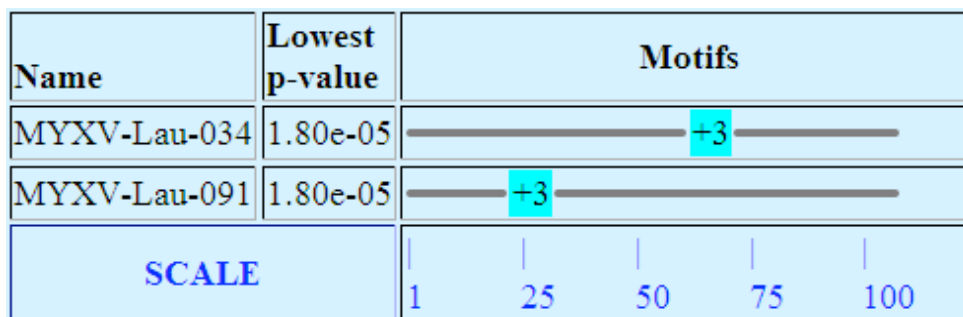 Name
Lowest
p-value
Motifs
MYXV-Lau-034 1.80e-05 +3
MYXV-Lau-091 1.80e-05 +3
SCALE
1 25 50 75 100